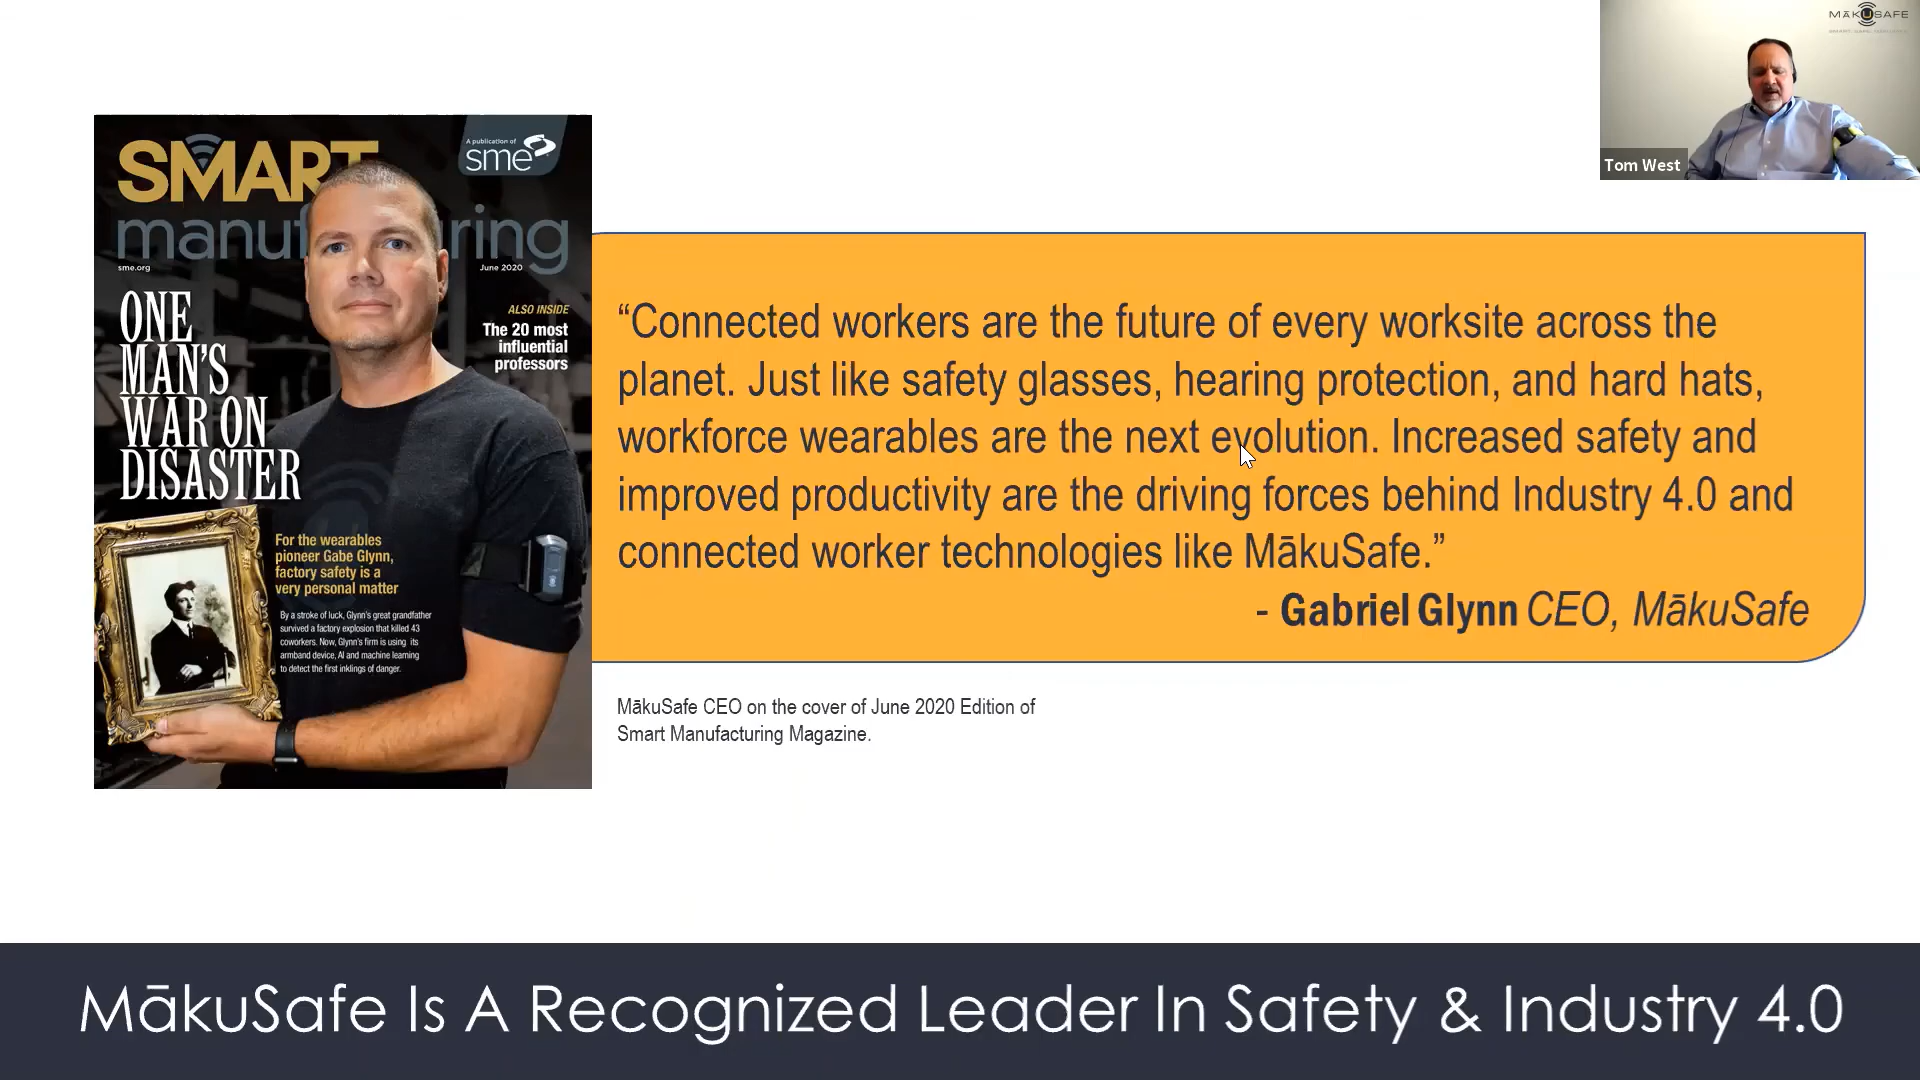 MĀKUSAFE
Tom West
SMART
manufacturing
A publication of
sme
sme.org
June 2020
ONE
MAN'S
WAR ON
DISASTER
ALSO INSIDE
The 20 most
influential
professors
For the wearables
pioneer Gabe Glynn,
factory safety is a
very personal matter
By a stroke of luck, Glynn's great grandfather
survived a factory explosion that killed 43
coworkers. Now, Glynn's firm is using its
armband device, AI and machine learning
to detect the first inklings of danger.
“Connected workers are the future of every worksite across the
planet. Just like safety glasses, hearing protection, and hard hats,
workforce wearables are the next evolution. Increased safety and
improved productivity are the driving forces behind Industry 4.0 and
connected worker technologies like MākuSafe.”
- Gabriel Glynn CEO, MākuSafe
MākuSafe CEO on the cover of June 2020 Edition of
Smart Manufacturing Magazine.
MākuSafe Is A Recognized Leader In Safety & Industry 4.0